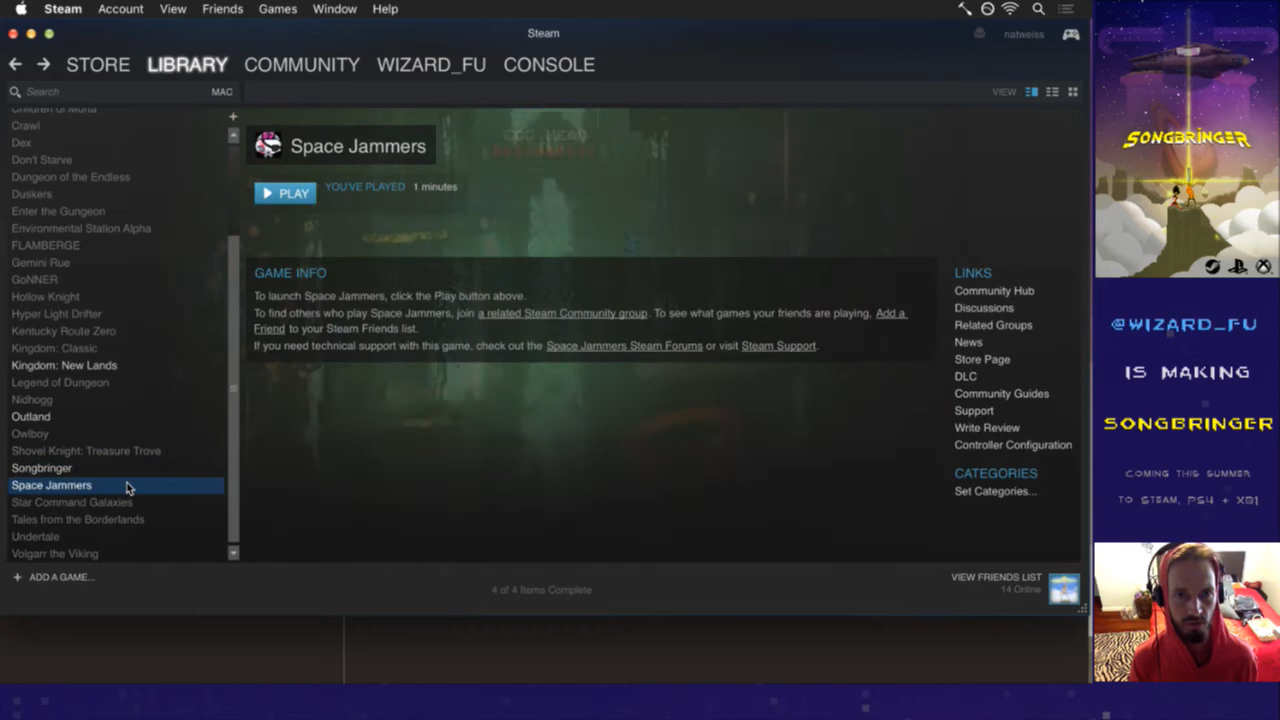 Steam Account View Friends Games Window Help
Steam
natweiss
STORE LIBRARY COMMUNITY WIZARD_FU CONSOLE
Search MAC VIEW
Children of Morta
Crawl
Dex
Don't Starve
Dungeon of the Endless
Duskers
Enter the Gungeon
Environmental Station Alpha
FLAMBERGE
Gemini Rue
GoNNER
Hollow Knight
Hyper Light Drifter
Kentucky Route Zero
Kingdom: Classic
Kingdom: New Lands
Legend of Dungeon
Nidhogg
Outland
Owlboy
Shovel Knight: Treasure Trove
Songbringer
Space Jammers
Star Command Galaxies
Tales from the Borderlands
Undertale
Volgarr the Viking
+ ADD A GAME...
Space Jammers
PLAY YOU'VE PLAYED 1 minutes
GAME INFO
To launch Space Jammers, click the Play button above.
To find others who play Space Jammers, join a related Steam Community group. To see what games your friends are playing, Add a
Friend to your Steam Friends list.
If you need technical support with this game, check out the Space Jammers Steam Forums or visit Steam Support.
LINKS
Community Hub
Discussions
Related Groups
News
Store Page
DLC
Community Guides
Support
Write Review
Controller Configuration
CATEGORIES
Set Categories...
4 of 4 Items Complete
VIEW FRIENDS LIST
14 Online
SONGBRINGER
@WIZARD_FU
IS MAKING
SONGBRINGER
COMING THIS SUMMER
TO STEAM, PS4 + XB1